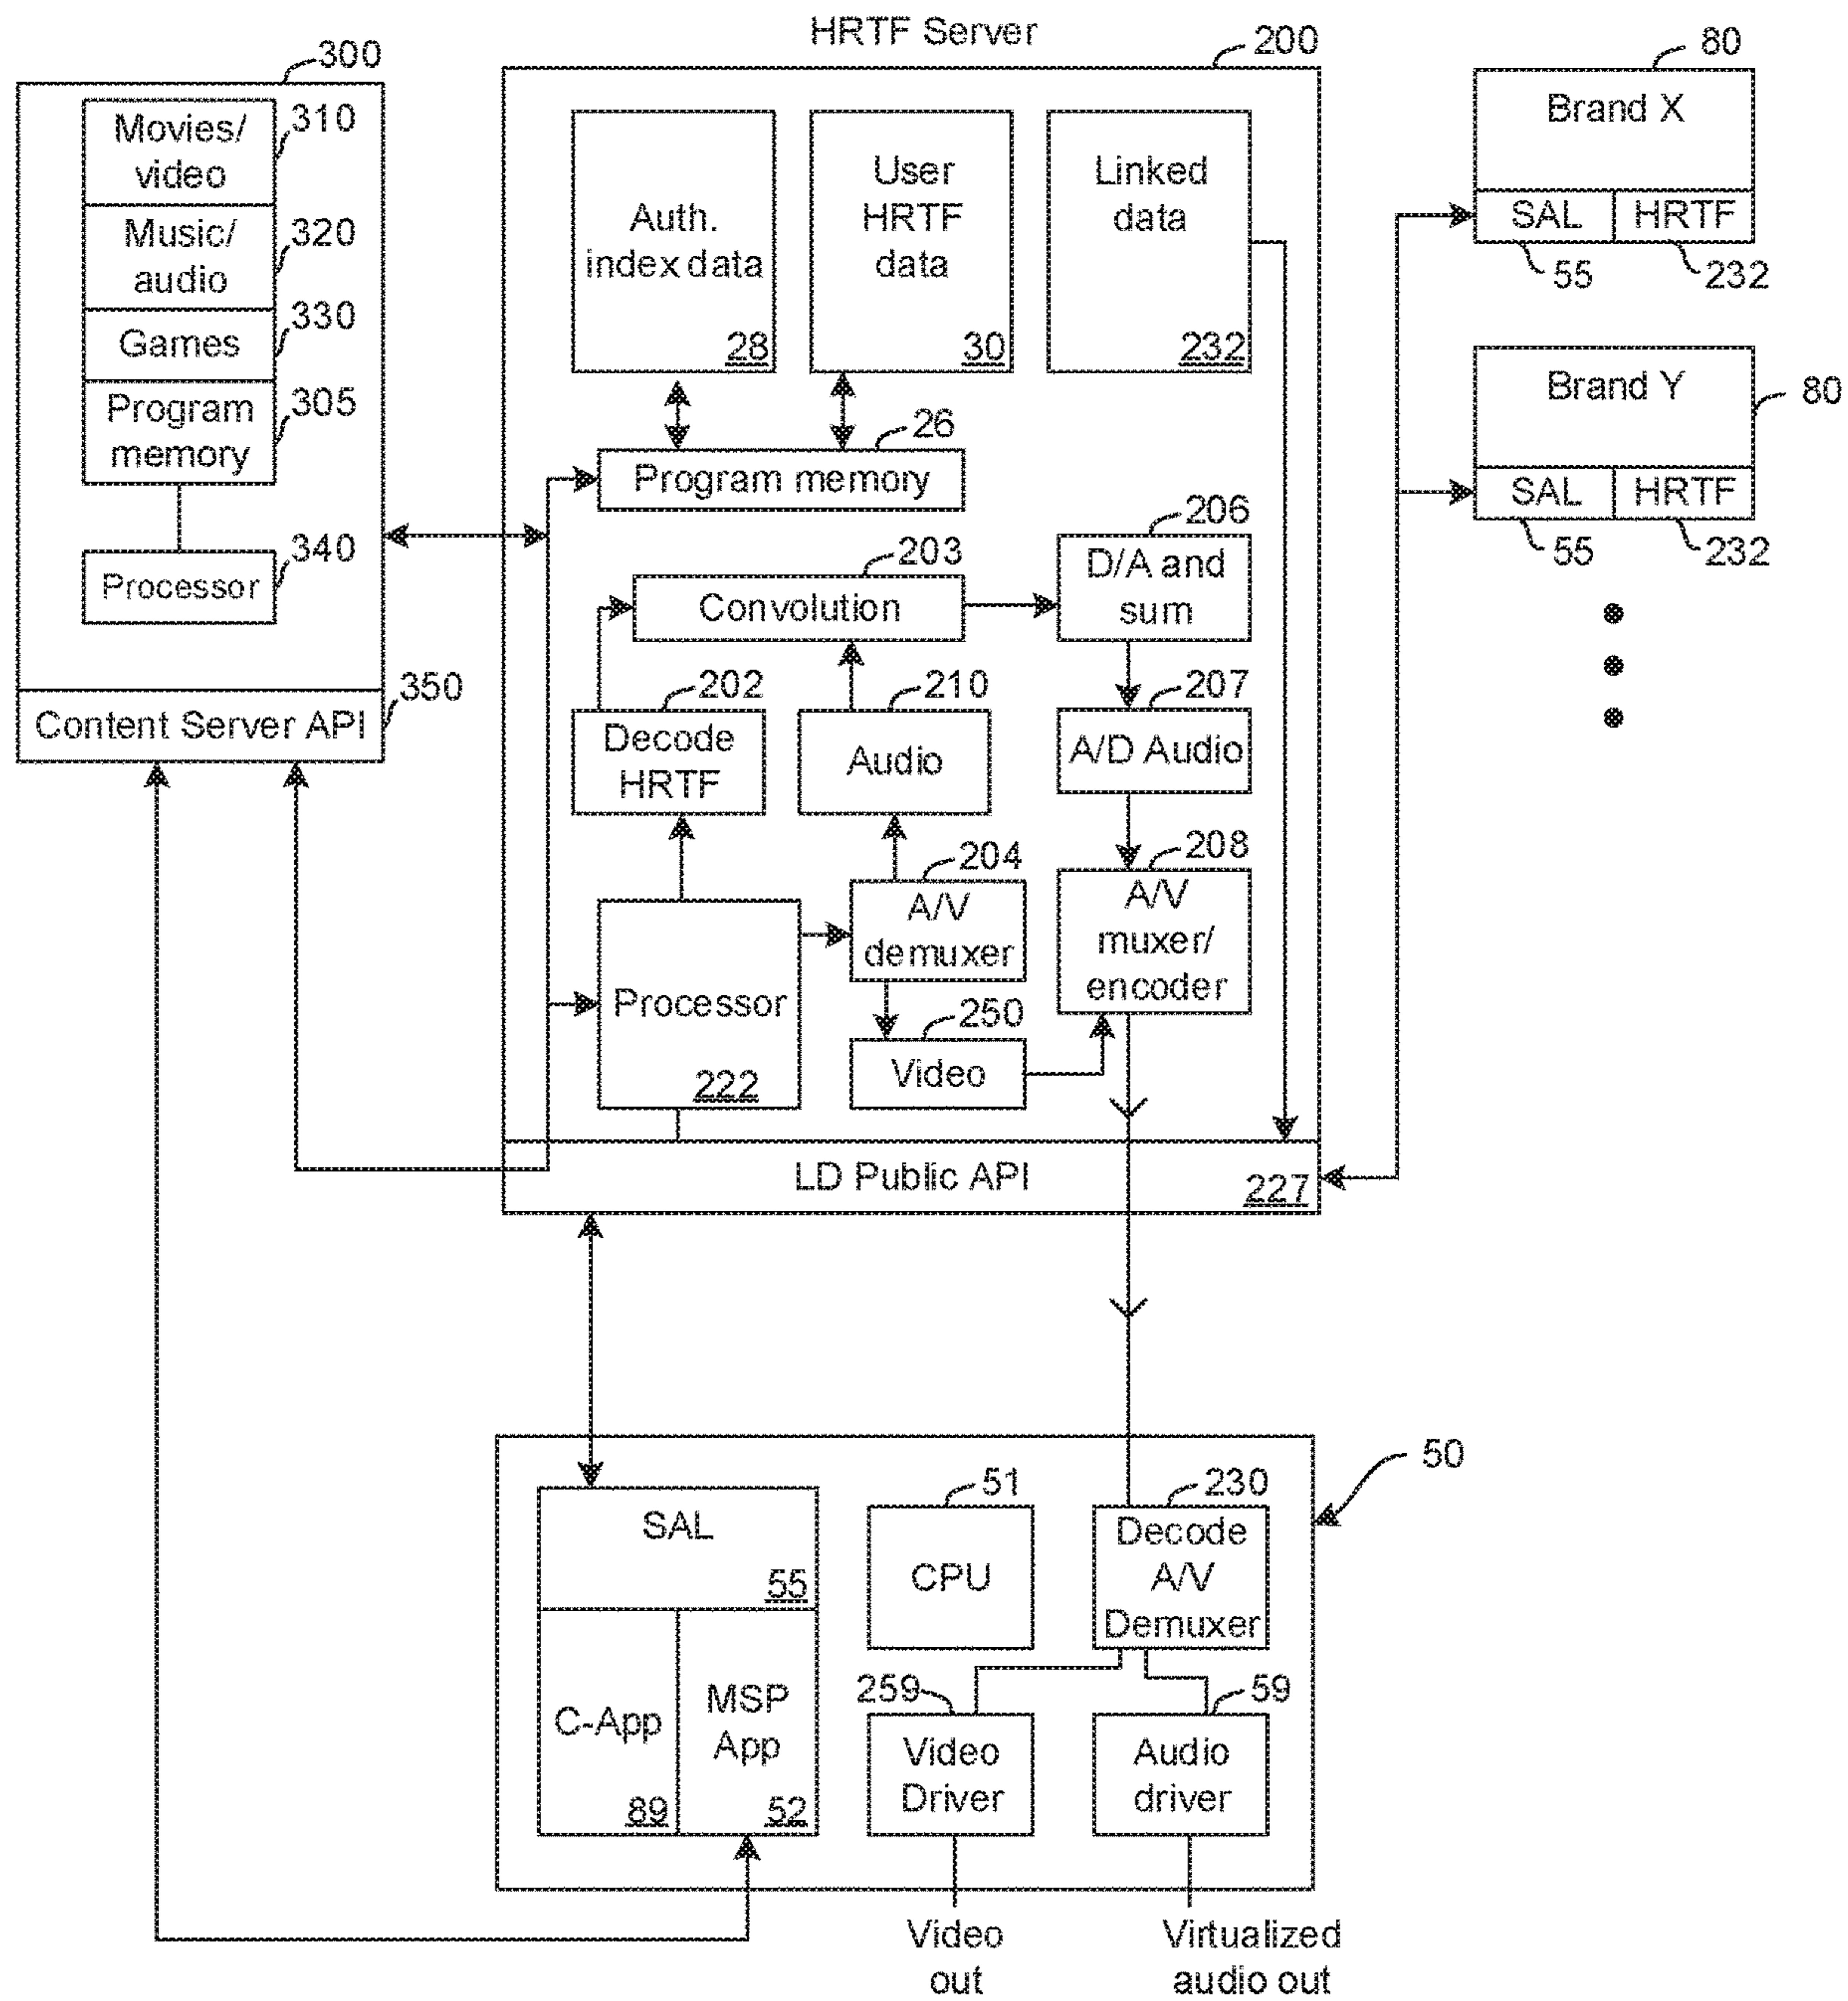 HRTF Server
300
Movies/
video
310
Music/
audio
320
Games
330
Program
memory
305
Processor
340
Content Server API
350
200
Auth.
index data
28
User
HRTF
data
30
Linked
data
232
Program memory
26
Convolution
203
D/A and
sum
206
Decode
HRTF
202
Audio
210
A/D Audio
207
A/V
demuxer
204
A/V
muxer/
encoder
208
Processor
222
Video
250
LD Public API
227
80
Brand X
SAL
HRTF
55
232
Brand Y
80
SAL
HRTF
55
232
50
SAL
55
C-App
89
MSP
App
52
51
CPU
230
Decode
A/V
Demuxer
259
Video
Driver
59
Audio
driver
Video
out
Virtualized
audio out